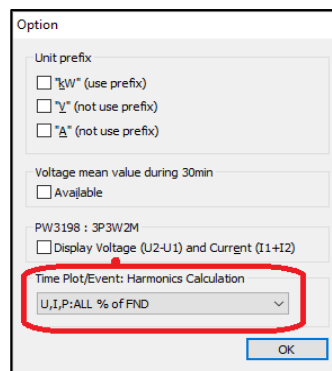 Option
Unit prefix
"kW" (use prefix)
"V" (not use prefix)
"A" (not use prefix)
Voltage mean value during 30min
Available
PW3198 : 3P3W2M
Display Voltage (U2-U1) and Current (I1+I2)
Time Plot/Event: Harmonics Calculation
U,I,P:ALL % of FND
OK